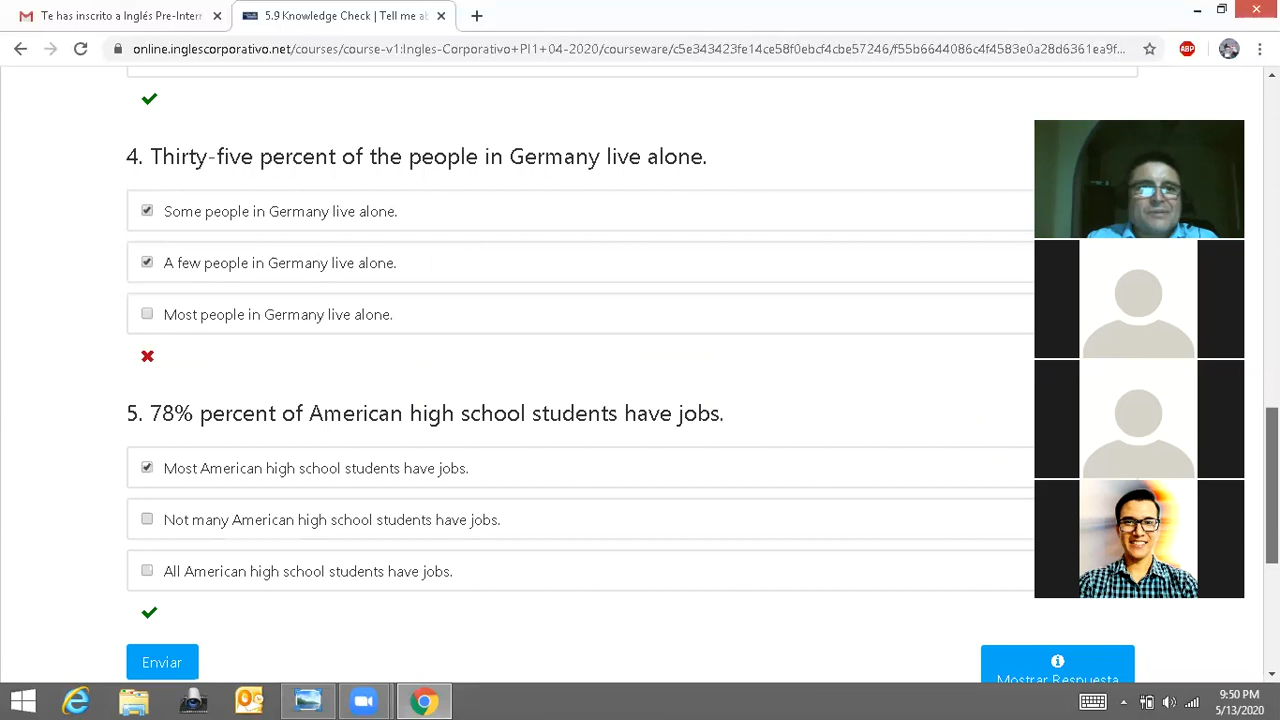 Te has inscrito a Inglés Pre-Interr
5.9 Knowledge Check | Tell me ab
online.inglescorporativo.net/courses/course-v1:Ingles-Corporativo+PI1+04-2020/courseware/c5e343423fe14ce58f0ebcf4cbe57246/f55b6644086c4f4583e0a28d6361ea9f...
ABP
4. Thirty-five percent of the people in Germany live alone.
Some people in Germany live alone.
A few people in Germany live alone.
Most people in Germany live alone.
5. 78% percent of American high school students have jobs.
Most American high school students have jobs.
Not many American high school students have jobs.
All American high school students have jobs.
Enviar
Mostrar Respuesta
9:50 PM
5/13/2020